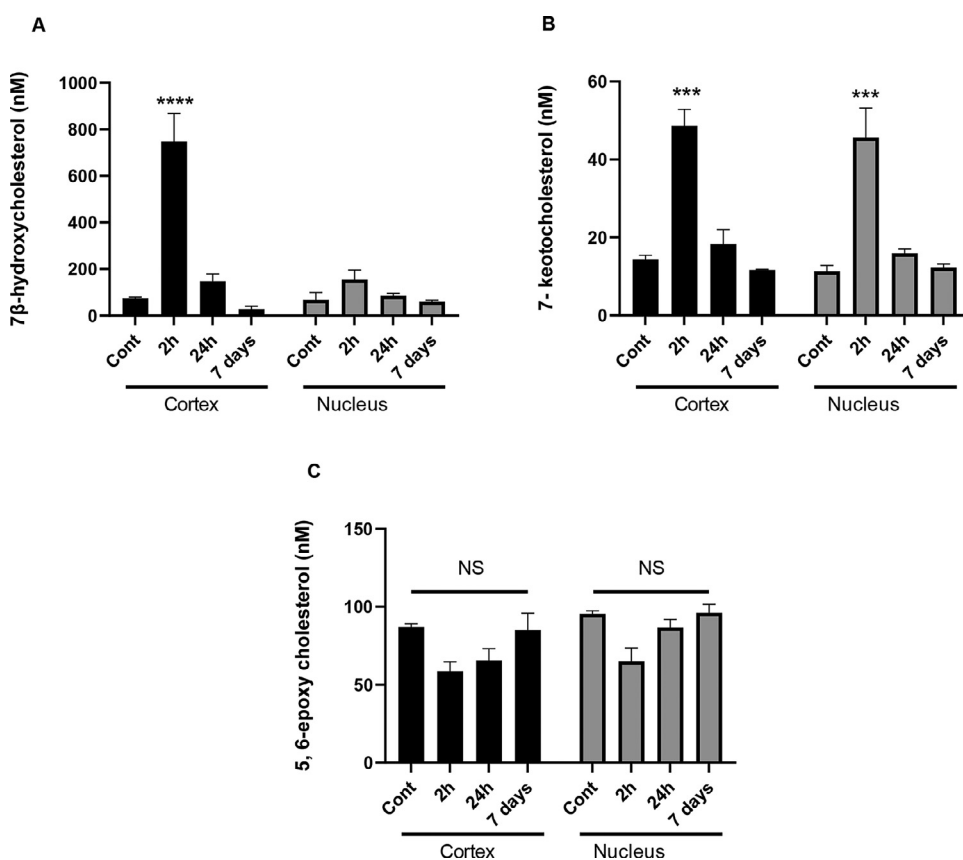 A
7β-hydroxycholesterol (nM)
1000
800
600
400
200
0
****
Cont
2h
24h
7 days
Cont
2h
24h
7 days
Cortex
Nucleus
B
7- keotocholesterol (nM)
60
40
20
0
***
***
Cont
2h
24h
7 days
Cont
2h
24h
7 days
Cortex
Nucleus
C
5, 6-epoxy cholesterol (nM)
150
100
50
0
NS
NS
Cont
2h
24h
7 days
Cont
2h
24h
7 days
Cortex
Nucleus